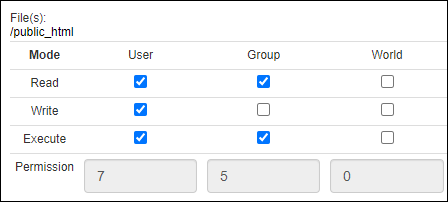 File(s):
/public_html
Mode User Group World
Read
Write
Execute
Permission 7 5 0